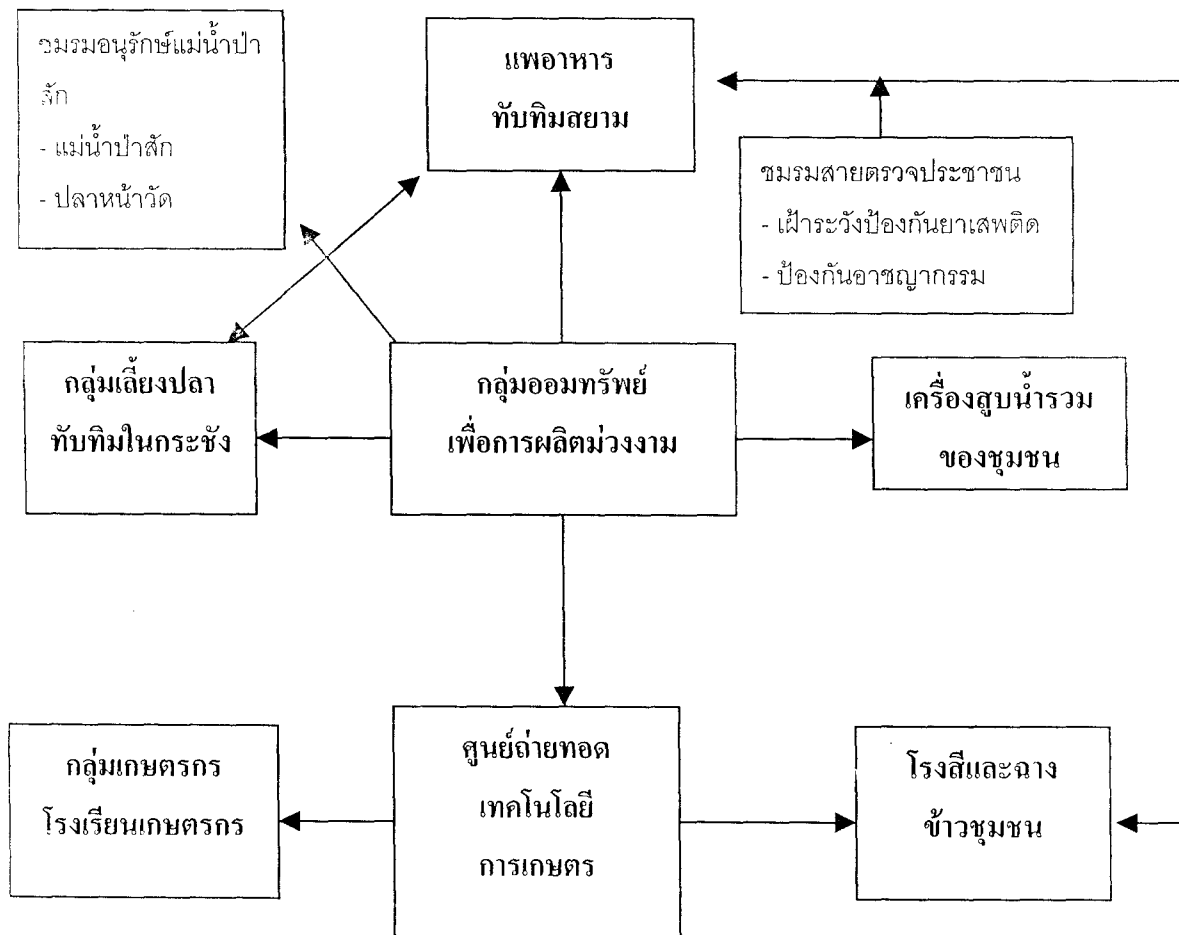 ชมรมอนุรักษ์แม่น้ำป่า
สัก
- แม่น้ำป่าสัก
- ปลาหน้าวัด
แพอาหาร
ทับทิมสยาม
ชมรมสายตรวจประชาชน
- เฝ้าระวังป้องกันยาเสพติด
- ป้องกันอาชญากรรม
กลุ่มเลี้ยงปลา
ทับทิมในกระชัง
กลุ่มออมทรัพย์
เพื่อการผลิตม่วงงาม
เครื่องสูบน้ำรวม
ของชุมชน
กลุ่มเกษตรกร
โรงเรียนเกษตรกร
ศูนย์ถ่ายทอด
เทคโนโลยี
การเกษตร
โรงสีและฉาง
ข้าวชุมชน